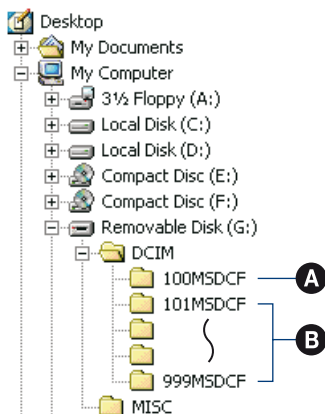 Desktop
My Documents
My Computer
3½ Floppy (A:)
Local Disk (C:)
Local Disk (D:)
Compact Disc (E:)
Compact Disc (F:)
Removable Disk (G:)
DCIM
100MSDCF A
101MSDCF
B
999MSDCF
MISC